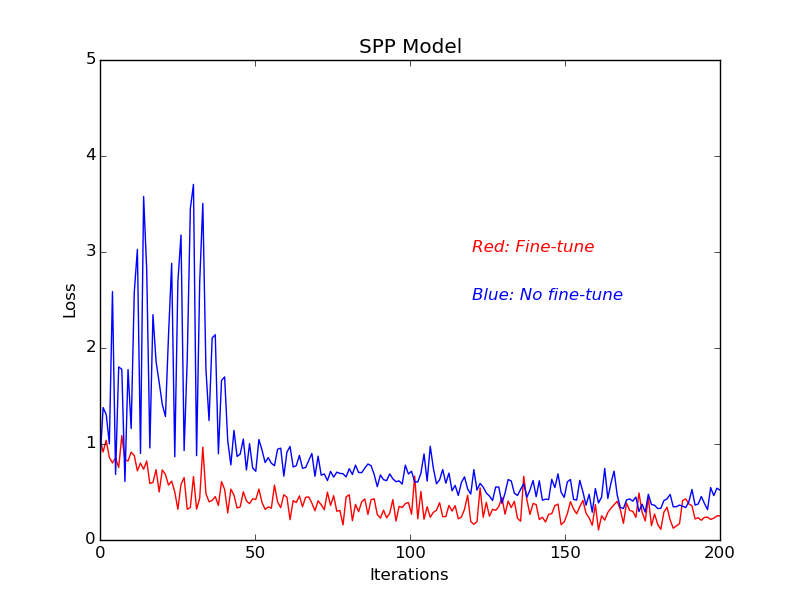 SPP Model
5
4
3
2
1
0
Loss
Red: Fine-tune
Blue: No fine-tune
0 50 100 150 200
Iterations